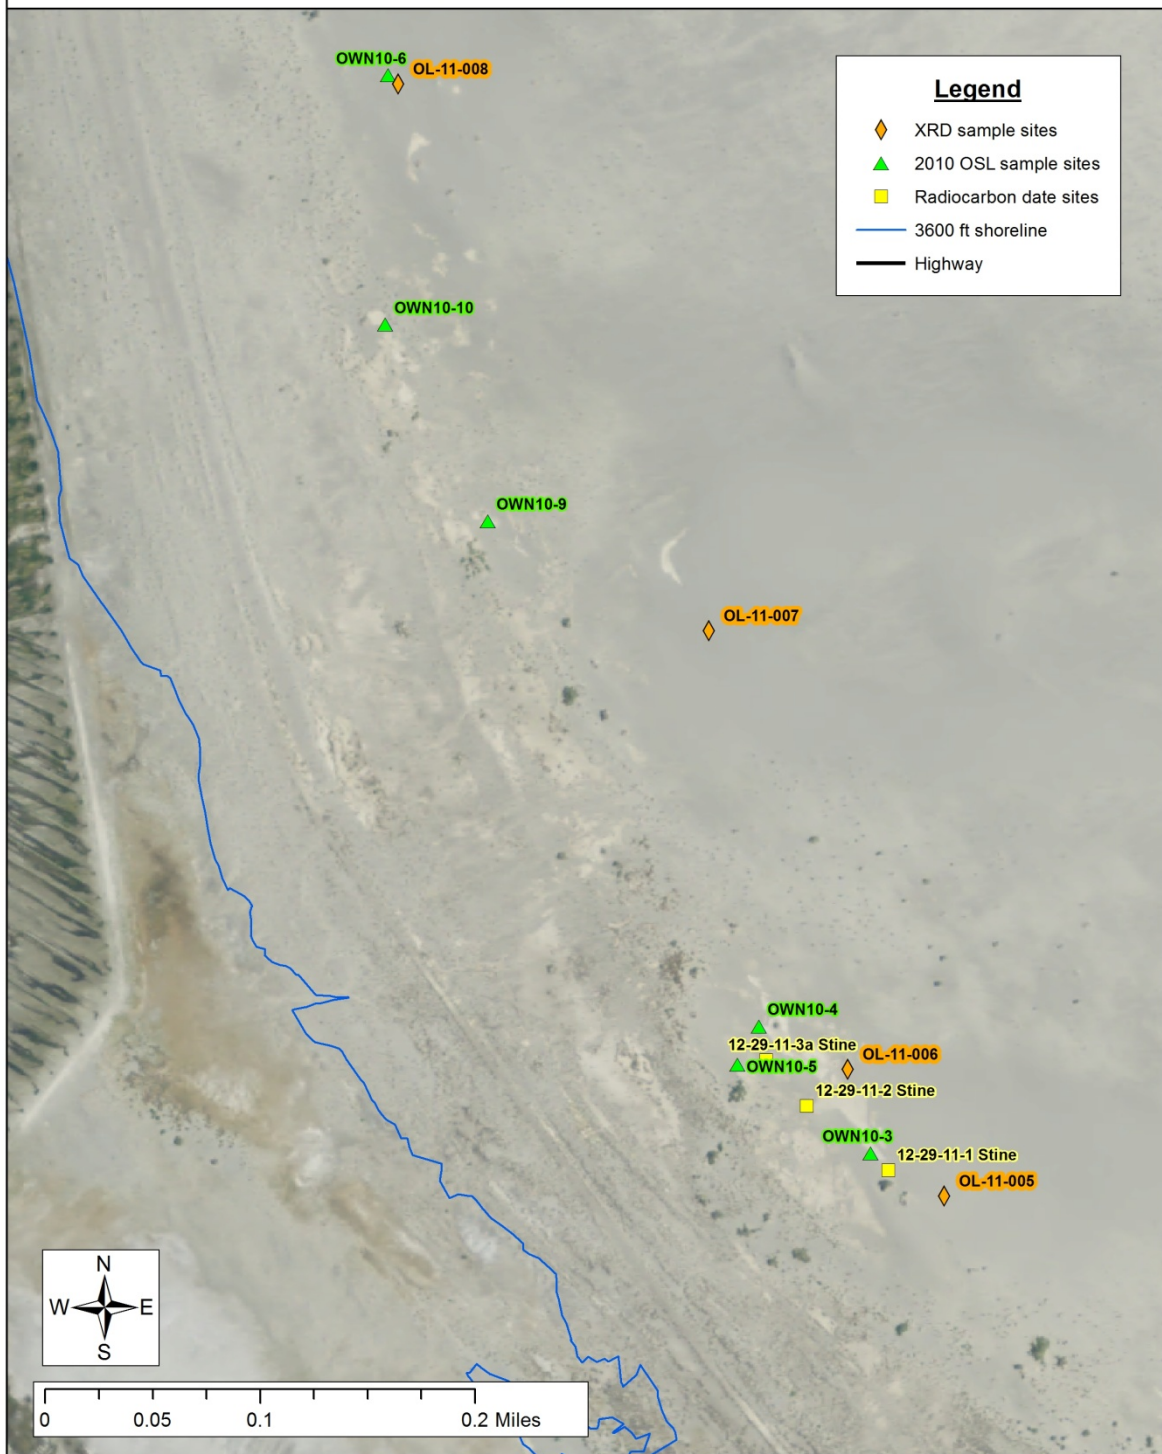 OWN10-6
OL-11-008
Legend
XRD sample sites
2010 OSL sample sites
Radiocarbon date sites
3600 ft shoreline
Highway
OWN10-10
OWN10-9
OL-11-007
OWN10-4
12-29-11-3a Stine
OL-11-006
OWN10-5
12-29-11-2 Stine
OWN10-3
12-29-11-1 Stine
OL-11-005
N
W E
S
0 0.05 0.1 0.2 Miles